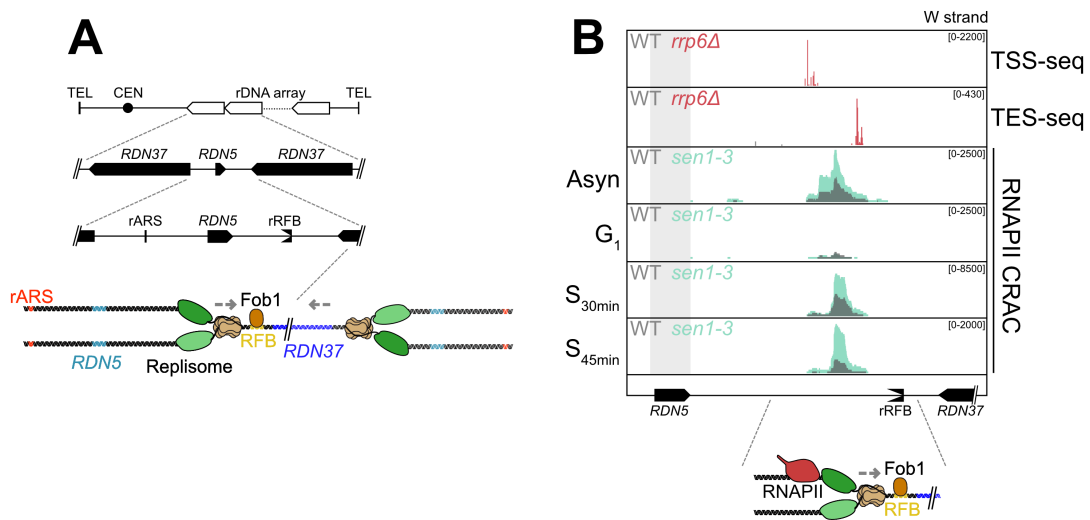 A
TEL CEN rDNA array TEL
RDN37 RDN5 RDN37
rARS RDN5 rRFB
rARS Fob1
RFB
RDN37
RDN5 Replisome
B
W strand
WT rrp6Δ [0-2200] TSS-seq
WT rrp6Δ [0-430] TES-seq
Asyn WT sen1-3 [0-2500]
G1 WT sen1-3 [0-2500]
S30min WT sen1-3 [0-8500]
S45min WT sen1-3 [0-2000]
RNAPII CRAC
RDN5 rRFB RDN37
Fob1
RNAPII
RFB